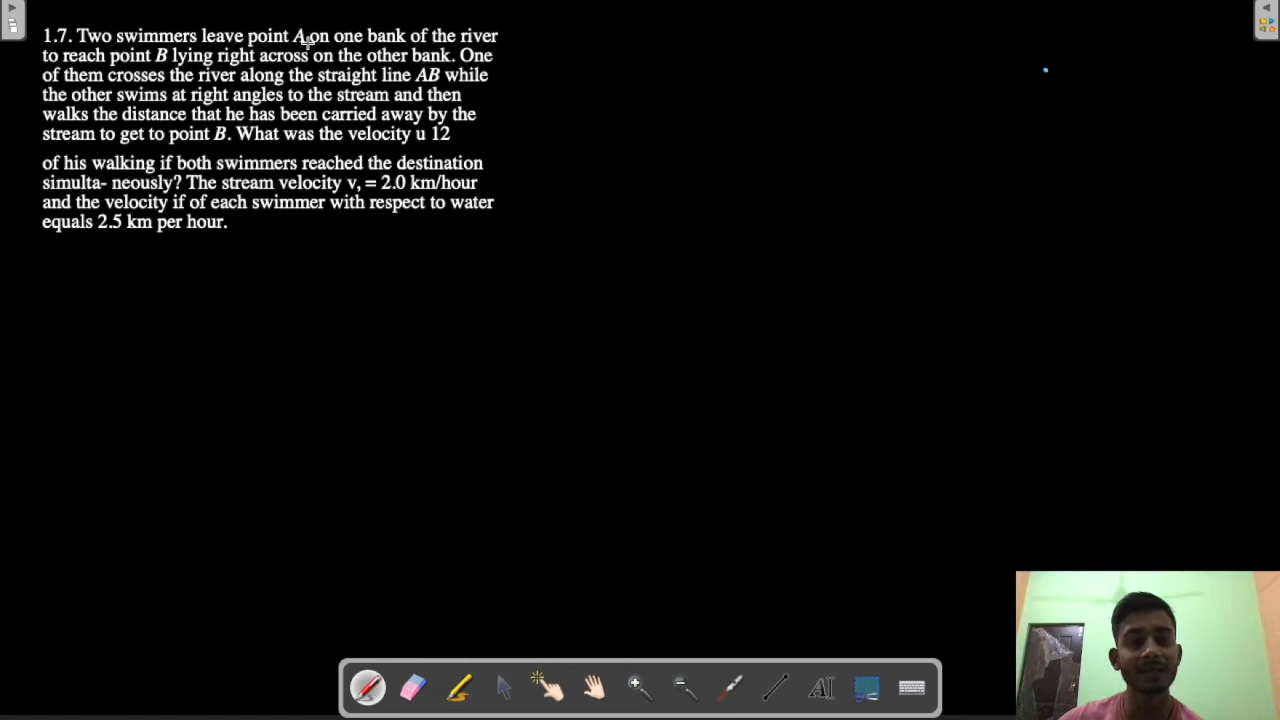 1.7. Two swimmers leave point A on one bank of the river
to reach point B lying right across on the other bank. One
of them crosses the river along the straight line AB while
the other swims at right angles to the stream and then
walks the distance that he has been carried away by the
stream to get to point B. What was the velocity u 12
of his walking if both swimmers reached the destination
simulta- neously? The stream velocity v, = 2.0 km/hour
and the velocity if of each swimmer with respect to water
equals 2.5 km per hour.
AI